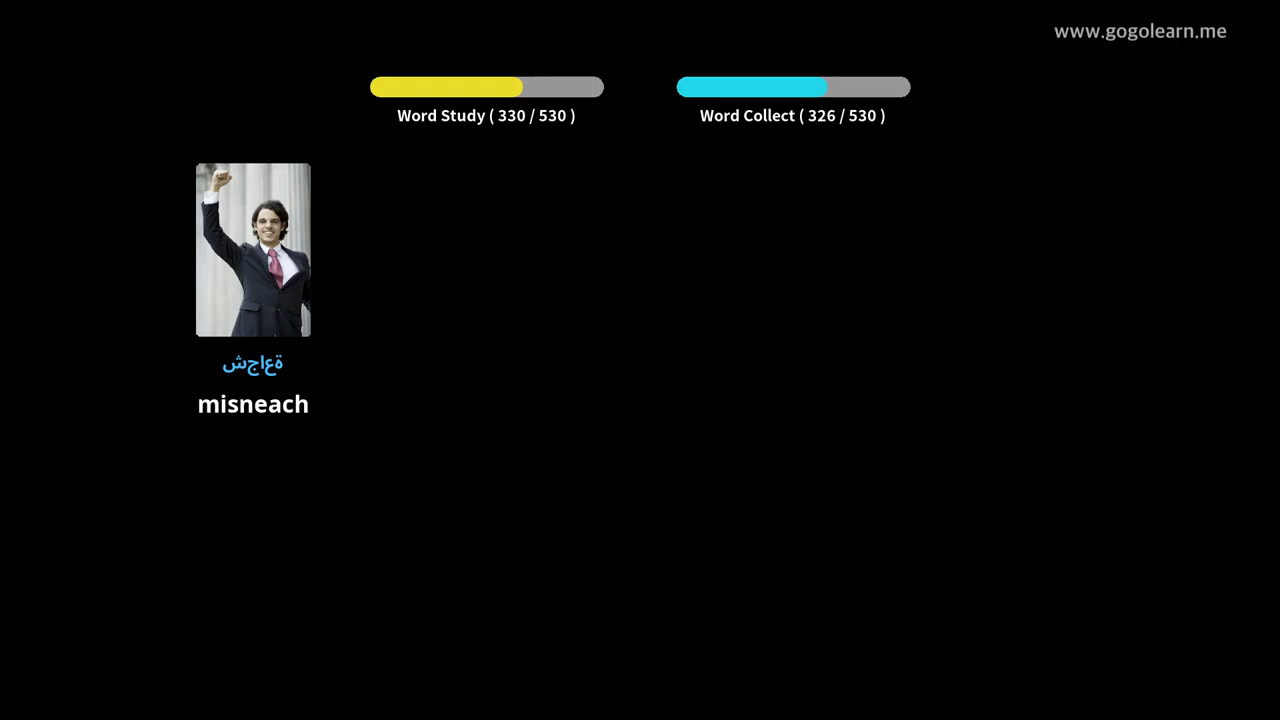 www.gogolearn.me
Word Study ( 330 / 530 )
Word Collect ( 326 / 530 )
شجاعة
misneach